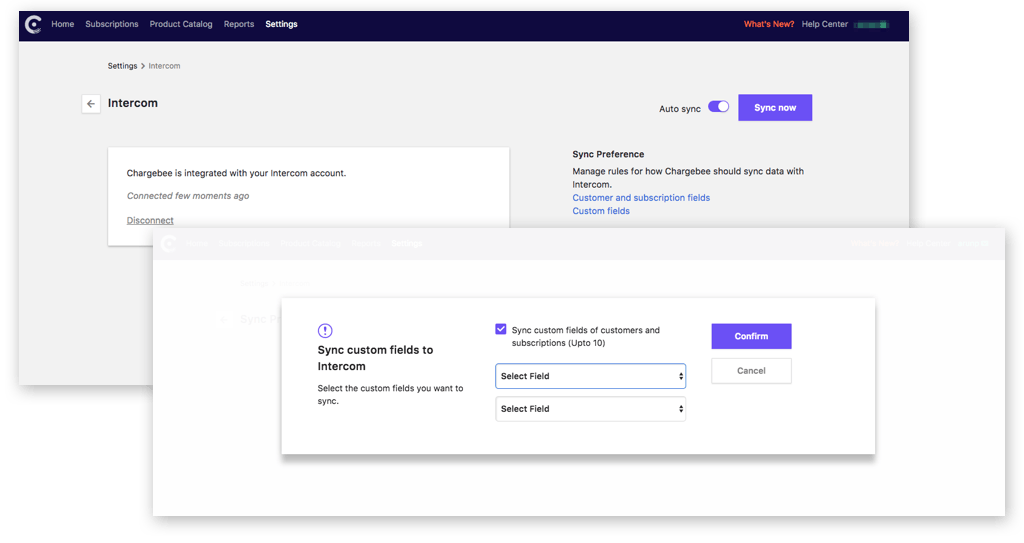 Home Subscriptions Product Catalog Reports Settings What's New? Help Center
Settings > Intercom
Intercom
Auto sync Sync now
Sync Preference
Manage rules for how Chargebee should sync data with
Intercom.
Customer and subscription fields
Custom fields
Chargebee is integrated with your Intercom account.
Connected few moments ago
Disconnect
Settings
Sync custom fields to
Intercom
Select the custom fields you want to
sync.
Sync custom fields of customers and
subscriptions (Upto 10)
Select Field
Select Field
Confirm
Cancel